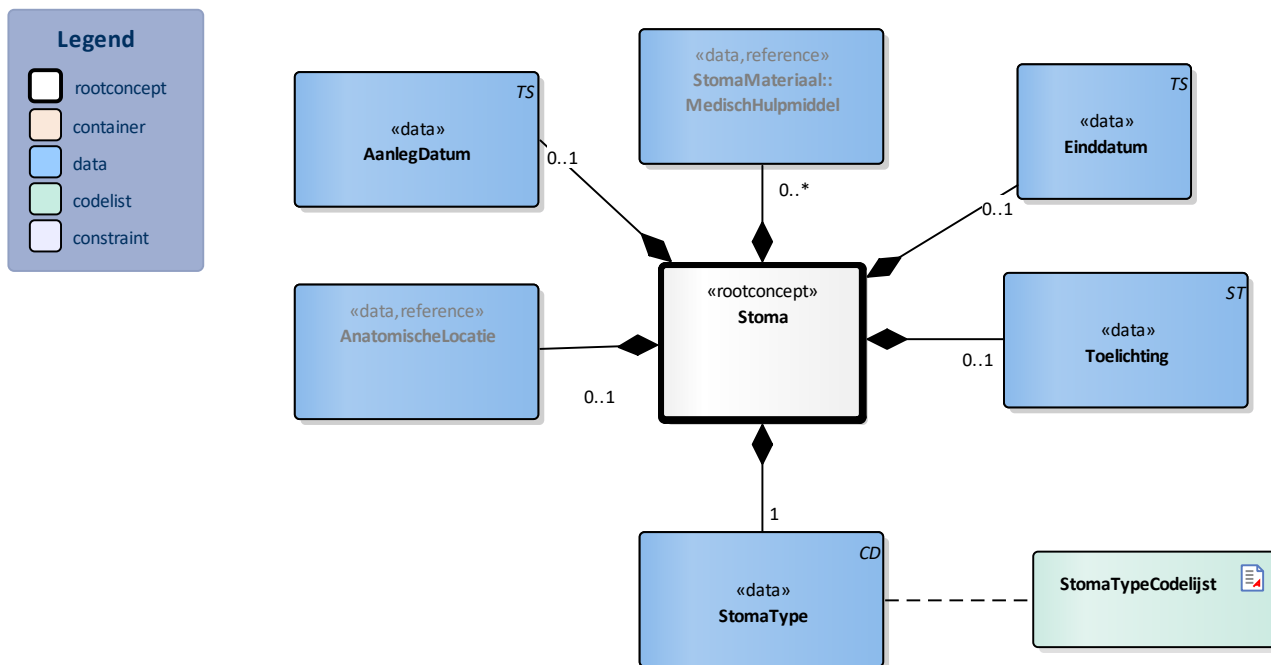 Legend
rootconcept
container
data
codelist
constraint
TS
«data»
AanlegDatum
0..1
«data,reference»
StomaMateriaal::
MedischHulpmiddel
0..*
TS
«data»
Einddatum
0..1
«data,reference»
AnatomischeLocatie
0..1
«rootconcept»
Stoma
ST
«data»
Toelichting
0..1
1
CD
«data»
StomaType
StomaTypeCodelijst